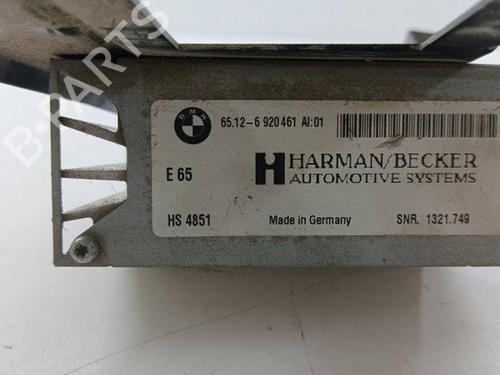 BMW
65.12-6 920 461 AI:01
E 65
HARMAN/BECKER
AUTOMOTIVE SYSTEMS
HS 4851
Made in Germany
SNR. 1321.749
B-PARTS